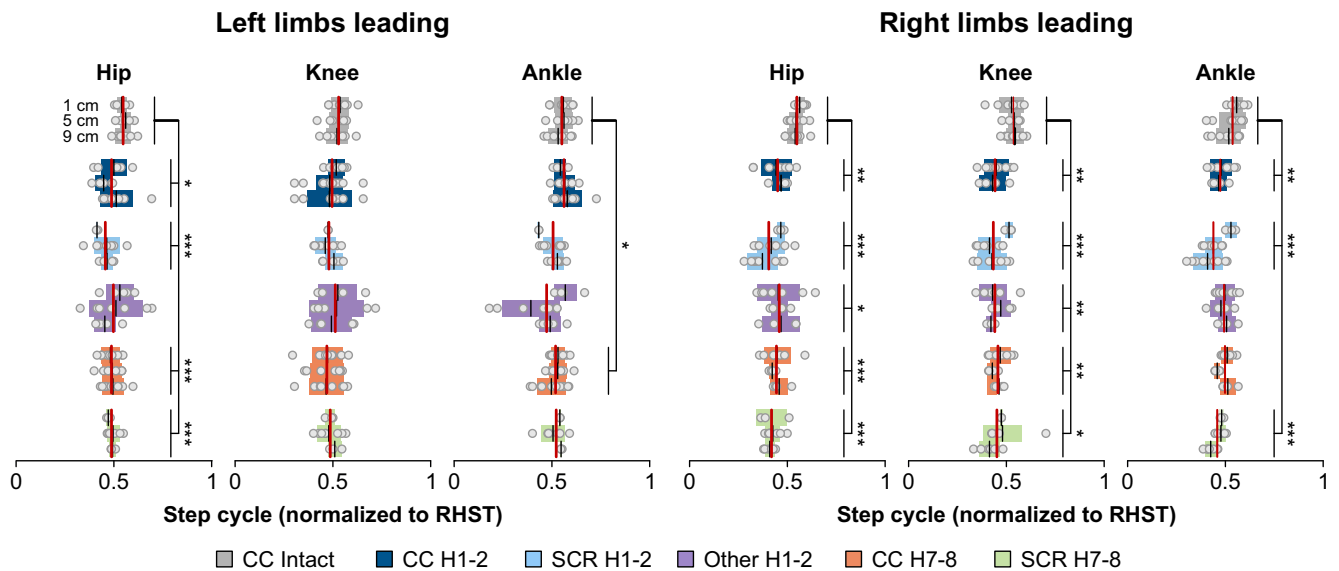 Left limbs leading
Right limbs leading
Hip
Knee
Ankle
Hip
Knee
Ankle
1 cm
5 cm
9 cm
*
***
***
***
*
**
***
*
***
***
**
***
**
**
*
**
***
***
0 0.5 1
0 0.5 1
0 0.5 1
0 0.5 1
0 0.5 1
0 0.5 1
Step cycle (normalized to RHST)
Step cycle (normalized to RHST)
CC Intact CC H1-2 SCR H1-2 Other H1-2 CC H7-8 SCR H7-8